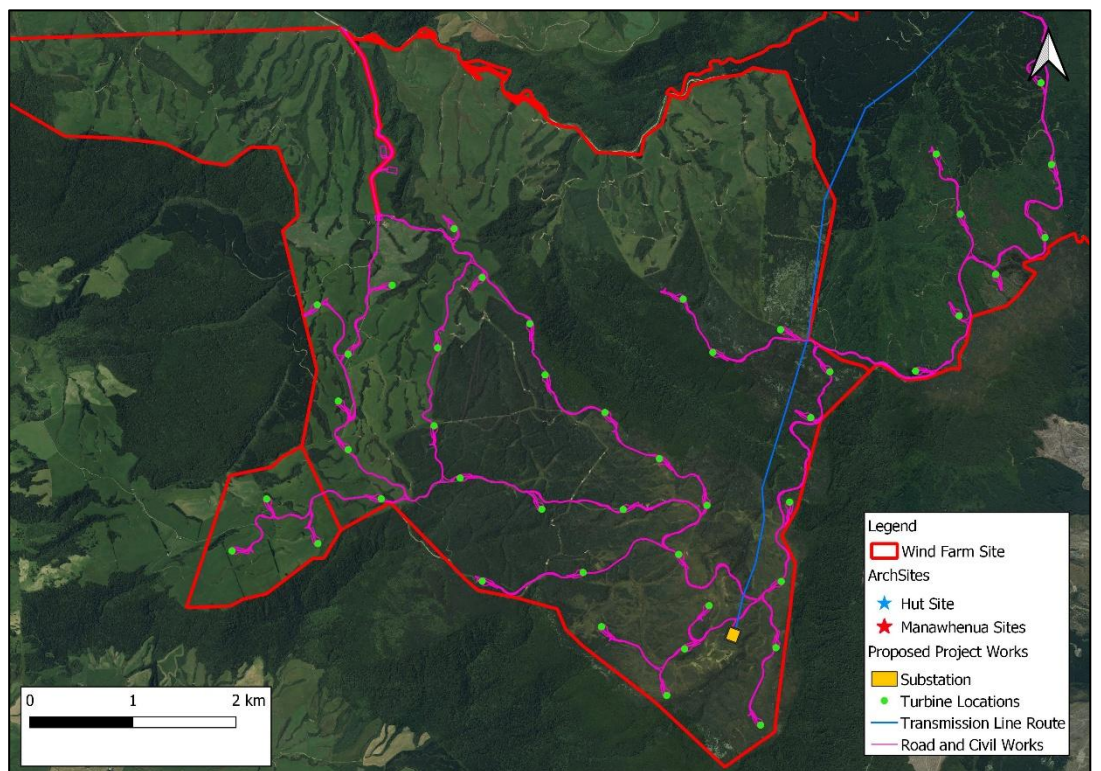 Legend
Wind Farm Site
ArchSites
Hut Site
Manawhenua Sites
Proposed Project Works
Substation
Turbine Locations
Transmission Line Route
Road and Civil Works
0 1 2 km